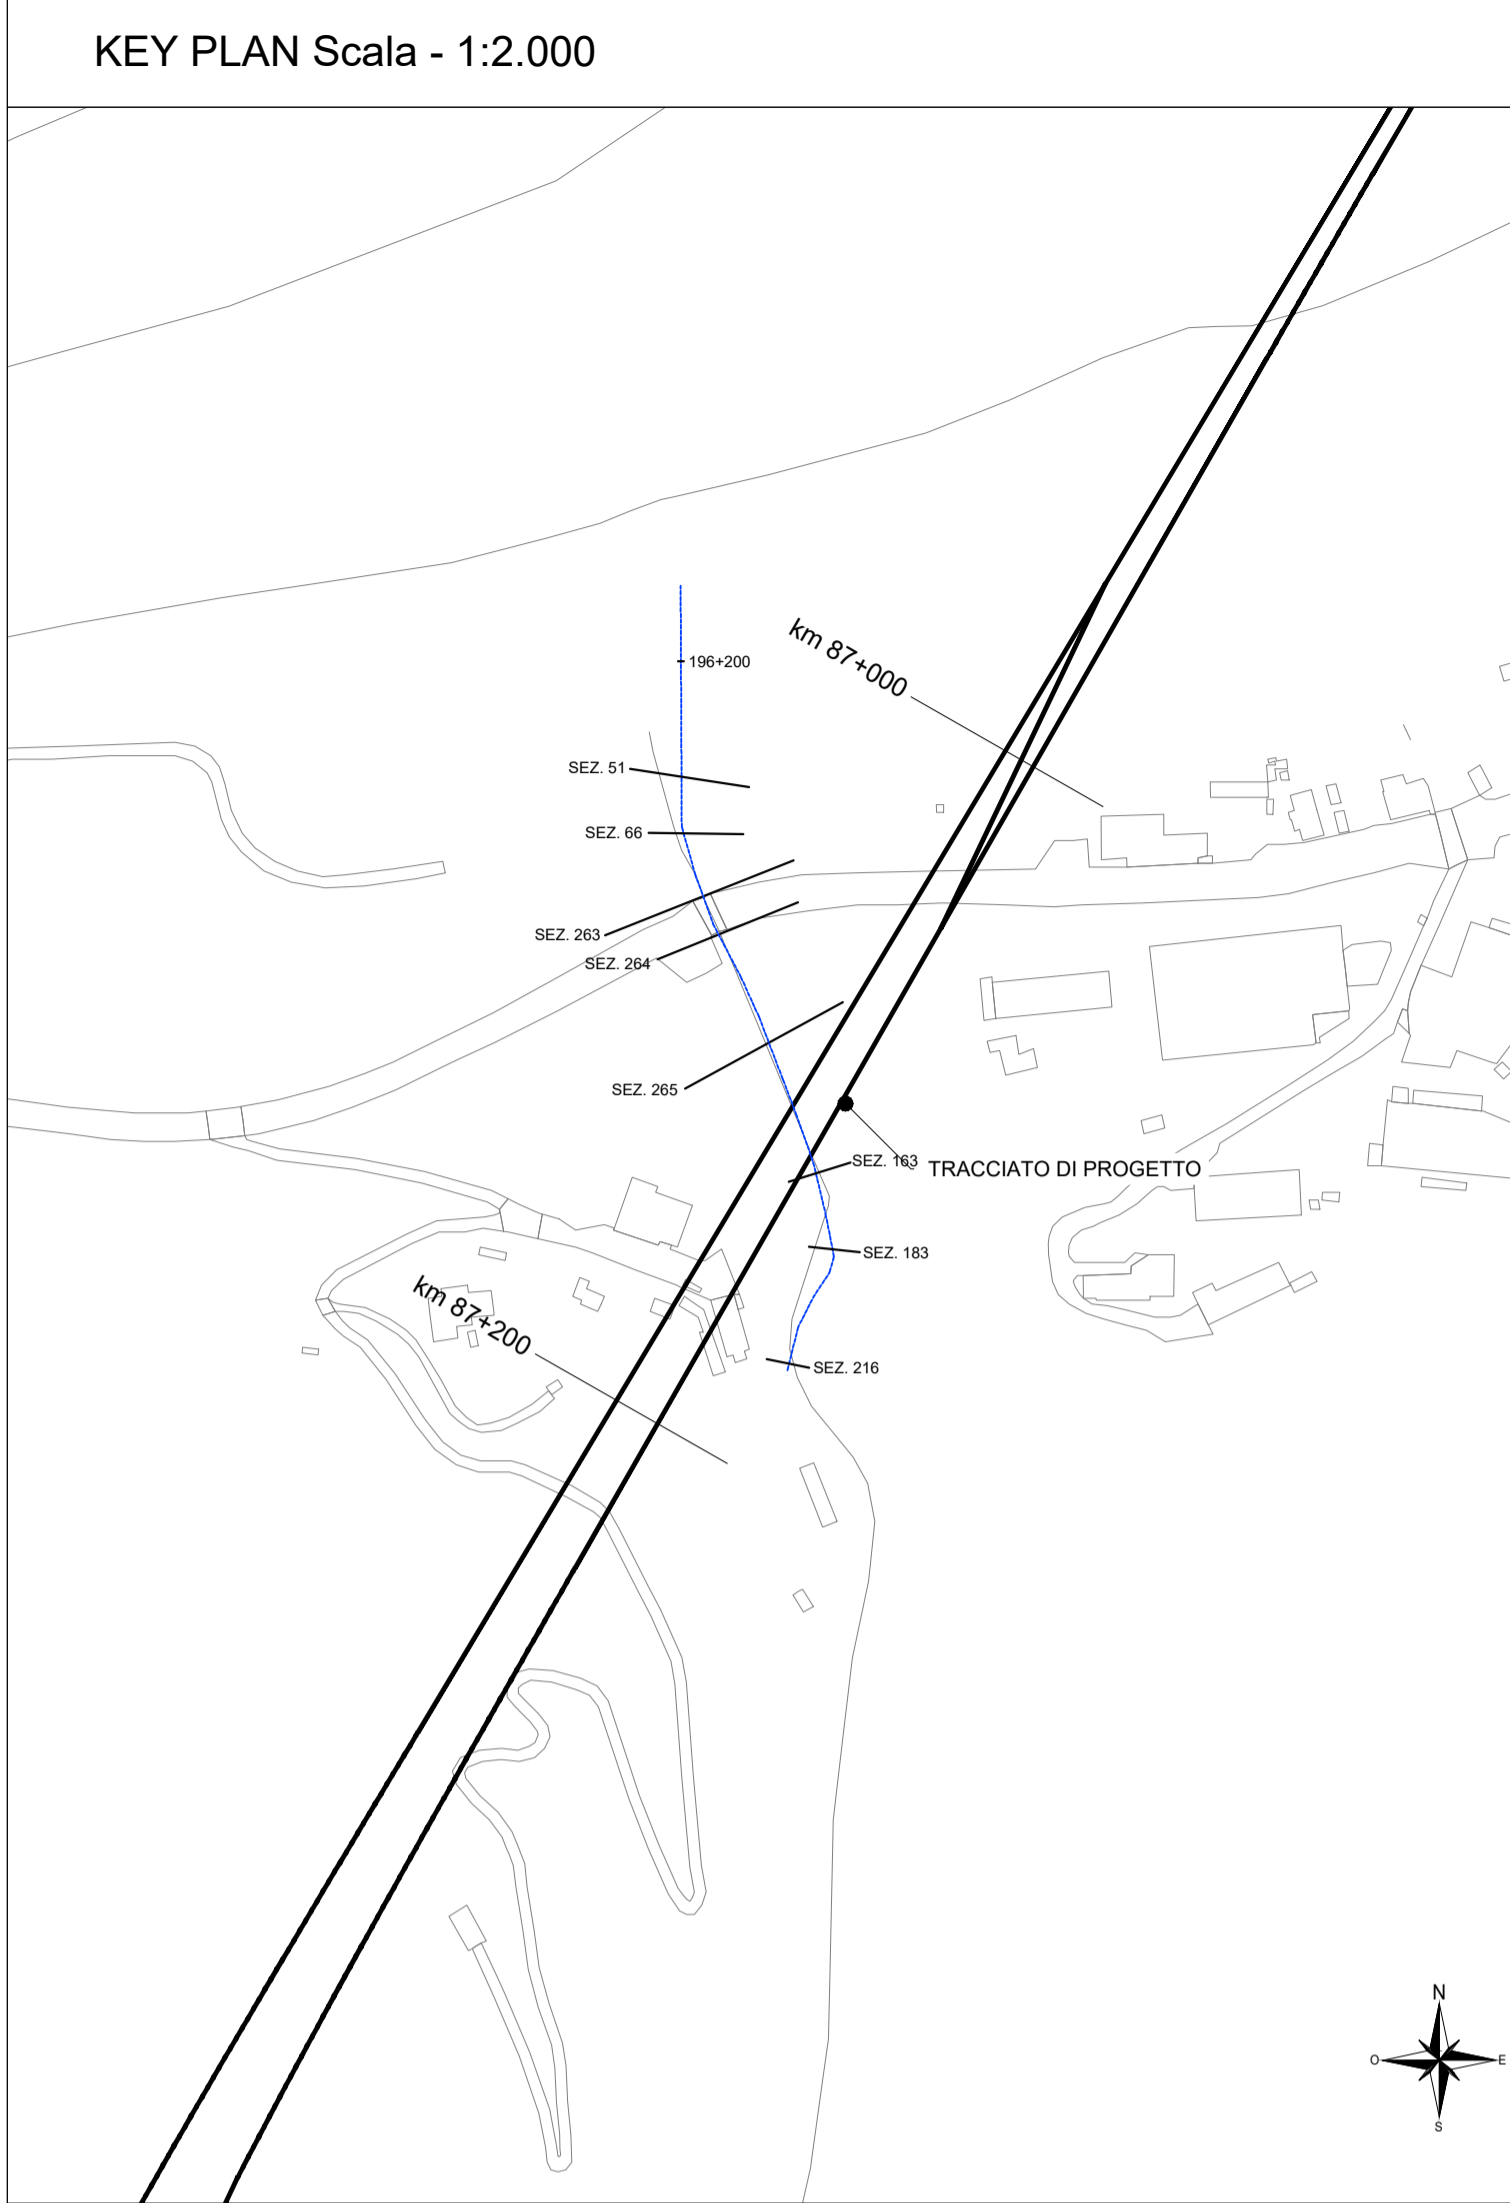 KEY PLAN Scala - 1:2.000
km 87+000
196+200
SEZ. 51
SEZ. 66
SEZ. 263
SEZ. 264
SEZ. 265
SEZ. 163
TRACCIATO DI PROGETTO
SEZ. 183
km 87+200
SEZ. 216
N
O
E
S